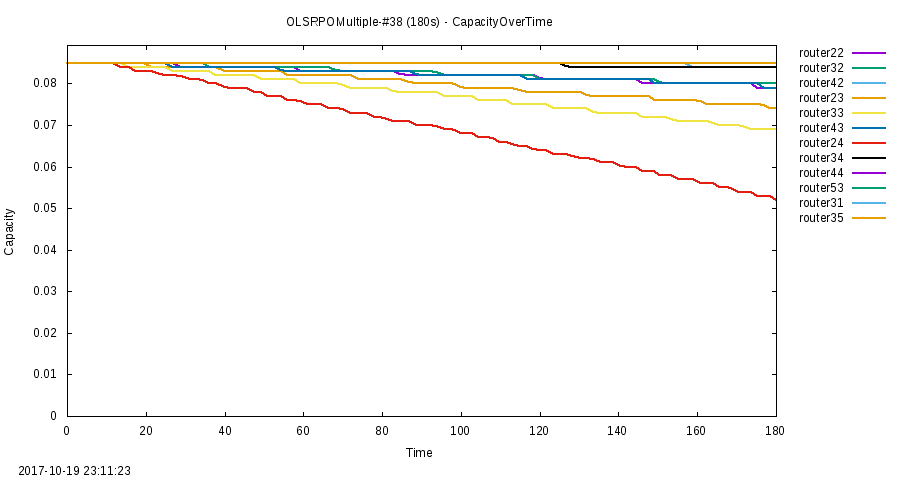 OLSRPOMultiple-#38 (180s) - CapacityOverTime
router22
router32
router42
router23
router33
router43
router24
router34
router44
router53
router31
router35
0.08
0.07
0.06
0.05
0.04
0.03
0.02
0.01
0
Capacity
0 20 40 60 80 100 120 140 160 180
Time
2017-10-19 23:11:23